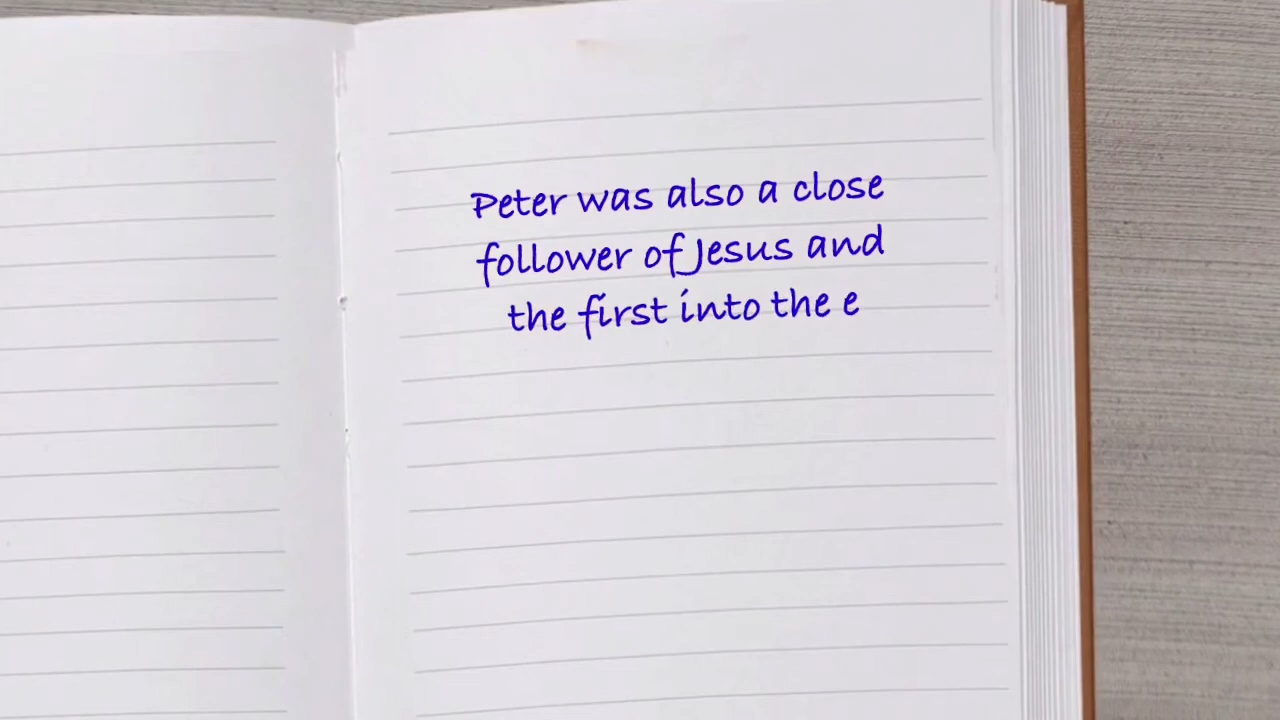 Peter was also a close
follower of Jesus and
the first into the e